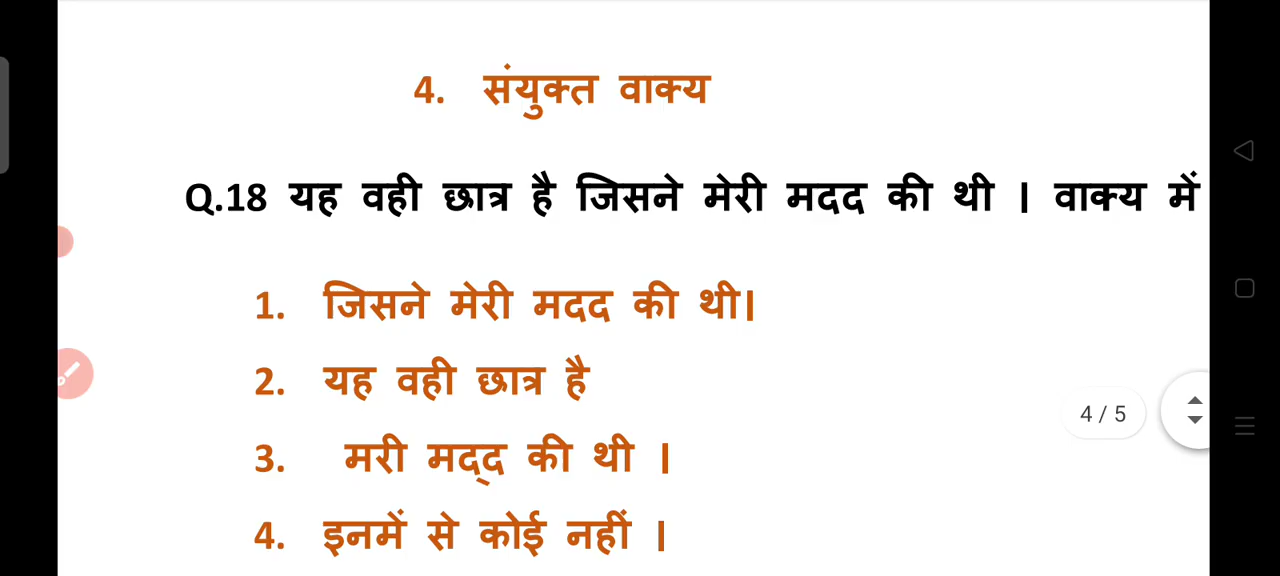 4. संयुक्त वाक्य
Q.18 यह वही छात्र है जिसने मेरी मदद की थी । वाक्य में
1. जिसने मेरी मदद की थी।
2. यह वही छात्र है
3. मरी मद्द की थी ।
4 / 5
4. इनमें से कोई नहीं ।